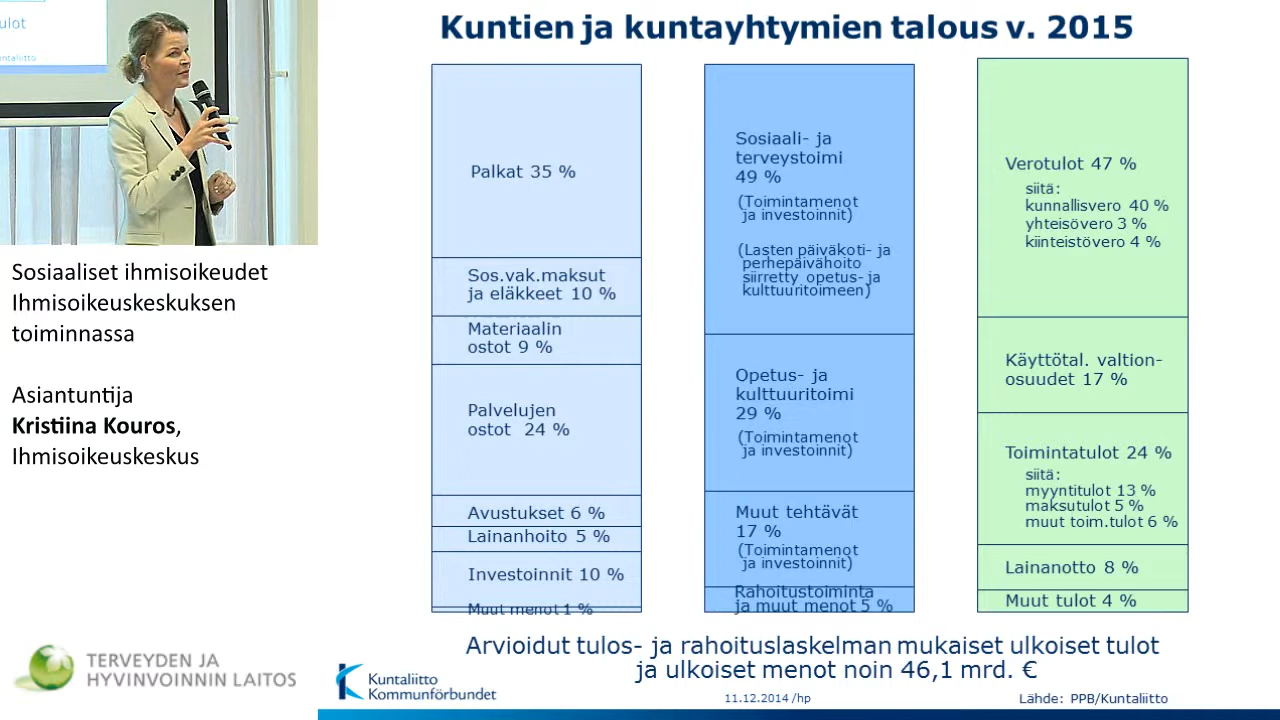 tulot
Kuntaliitto
Sosiaaliset ihmisoikeudet
Ihmisoikeuskeskuksen
toiminnassa
Asiantuntija
Kristiina Kouros,
Ihmisoikeuskeskus
TERVEYDEN JA
HYVINVOINNIN LAITOS
Kuntien ja kuntayhtymien talous v. 2015
Palkat 35 %
Sos.vak.maksut
ja eläkkeet 10 %
Materiaalin
ostot 9 %
Palvelujen
ostot 24 %
Avustukset 6 %
Lainanhoito 5 %
Investoinnit 10 %
Muut menot 1 %
Sosiaali- ja
terveystoimi
49 %
(Toimintamenot
ja investoinnit)
(Lasten päiväkoti- ja
perhepäivähoito
siirretty opetus- ja
kulttuuritoimeen)
Opetus- ja
kulttuuritoimi
29 %
(Toimintamenot
ja investoinnit)
Muut tehtävät
17 %
(Toimintamenot
ja investoinnit)
Rahoitustoiminta
ja muut menot 5 %
Verotulot 47 %
siitä:
kunnallisvero 40 %
yhteisövero 3 %
kiinteistövero 4 %
Käyttötal. valtion-
osuudet 17 %
Toimintatulot 24 %
siitä:
myyntitulot 13 %
maksutulot 5 %
muut toim.tulot 6 %
Lainanotto 8 %
Muut tulot 4 %
Arvioidut tulos- ja rahoituslaskelman mukaiset ulkoiset tulot
ja ulkoiset menot noin 46,1 mrd. €
Kuntaliitto
Kommunförbundet
11.12.2014 /hp
Lähde: PPB/Kuntaliitto